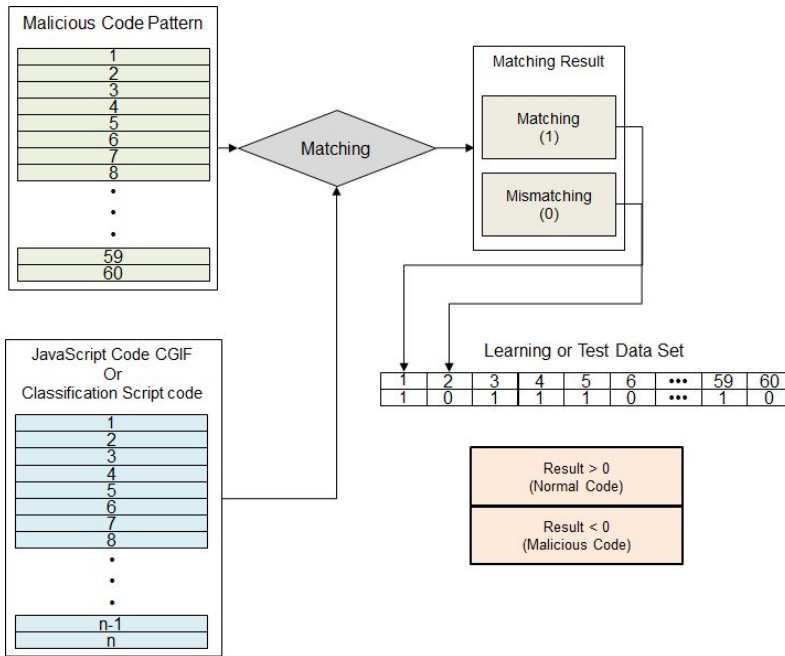 Malicious Code Pattern
1
2
3
4
5
6
7
8
59
60
Matching
Matching Result
Matching
(1)
Mismatching
(0)
JavaScript Code CGIF
Or
Classification Script code
1
2
3
4
5
6
7
8
n-1
n
Learning or Test Data Set
1 2 3 4 5 6 ••• 59 60
1 0 1 1 1 0 ••• 1 0
Result > 0
(Normal Code)
Result < 0
(Malicious Code)